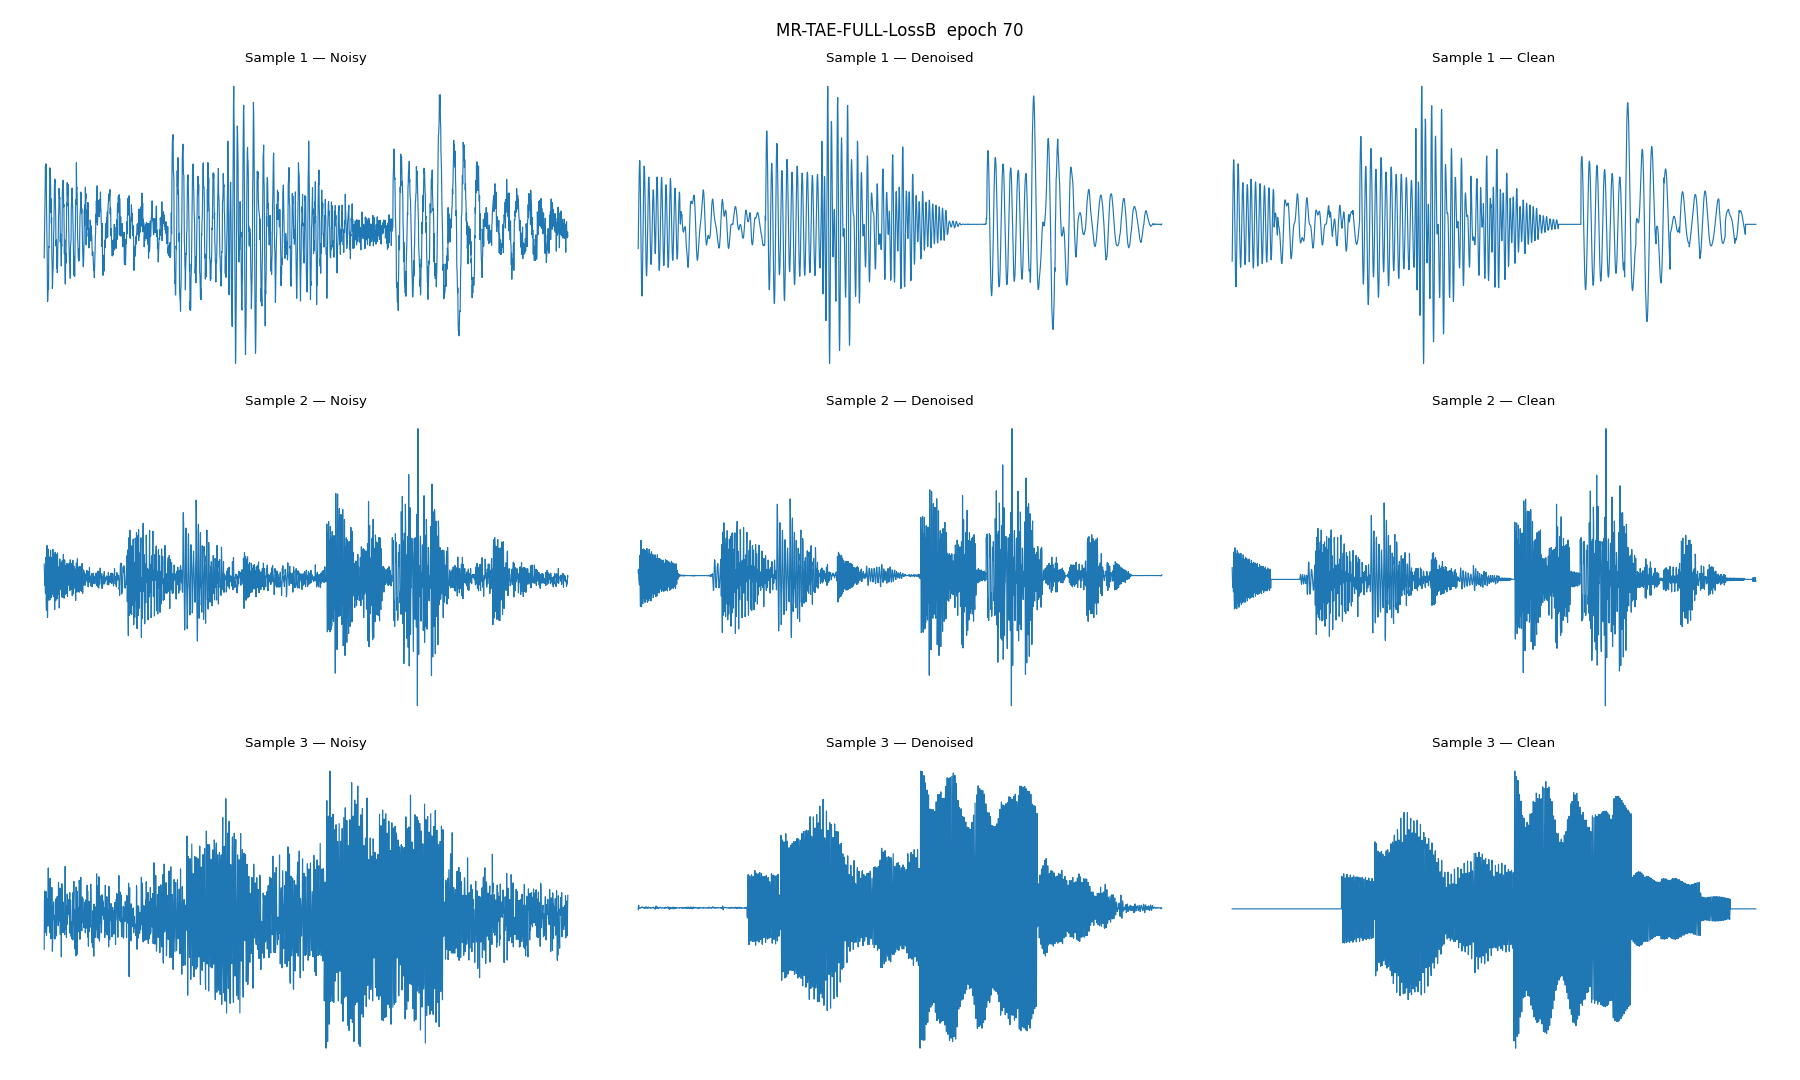 MR-TAE-FULL-LossB  epoch 70
Sample 1 — Noisy
Sample 1 — Denoised
Sample 1 — Clean
Sample 2 — Noisy
Sample 2 — Denoised
Sample 2 — Clean
Sample 3 — Noisy
Sample 3 — Denoised
Sample 3 — Clean